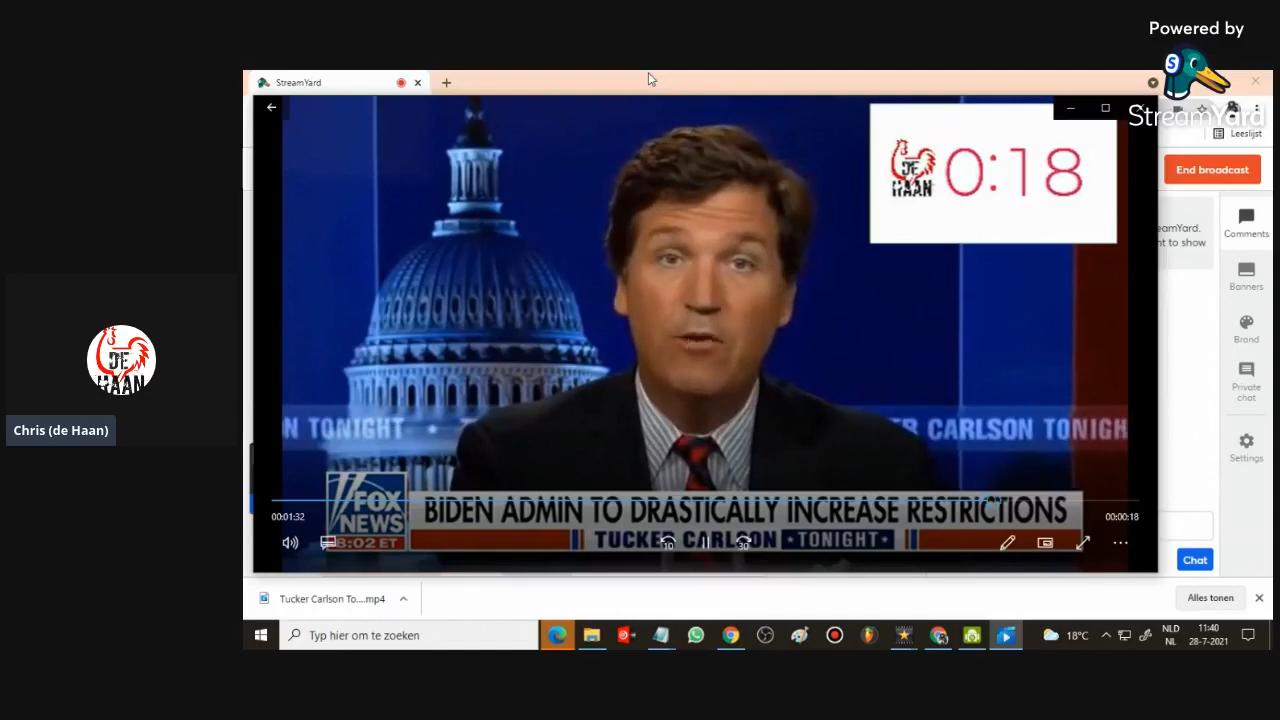 Powered by
StreamYard
StreamYard
Leeslijst
DE
HAAN
0:18
End broadcast
eamYard.
nt to show
Comments
Banners
Brand
Private
chat
Settings
DE
HAAN
Chris (de Haan)
N TONIGHT
ER CARLSON TONIGH
FOX
NEWS
8:02 ET
BIDEN ADMIN TO DRASTICALLY INCREASE RESTRICTIONS
TUCKER CARLSON TONIGHT
00:01:32
00:00:18
10
30
Chat
Tucker Carlson To....mp4
Alles tonen
Typ hier om te zoeken
18°C
NLD
NL
11:40
28-7-2021